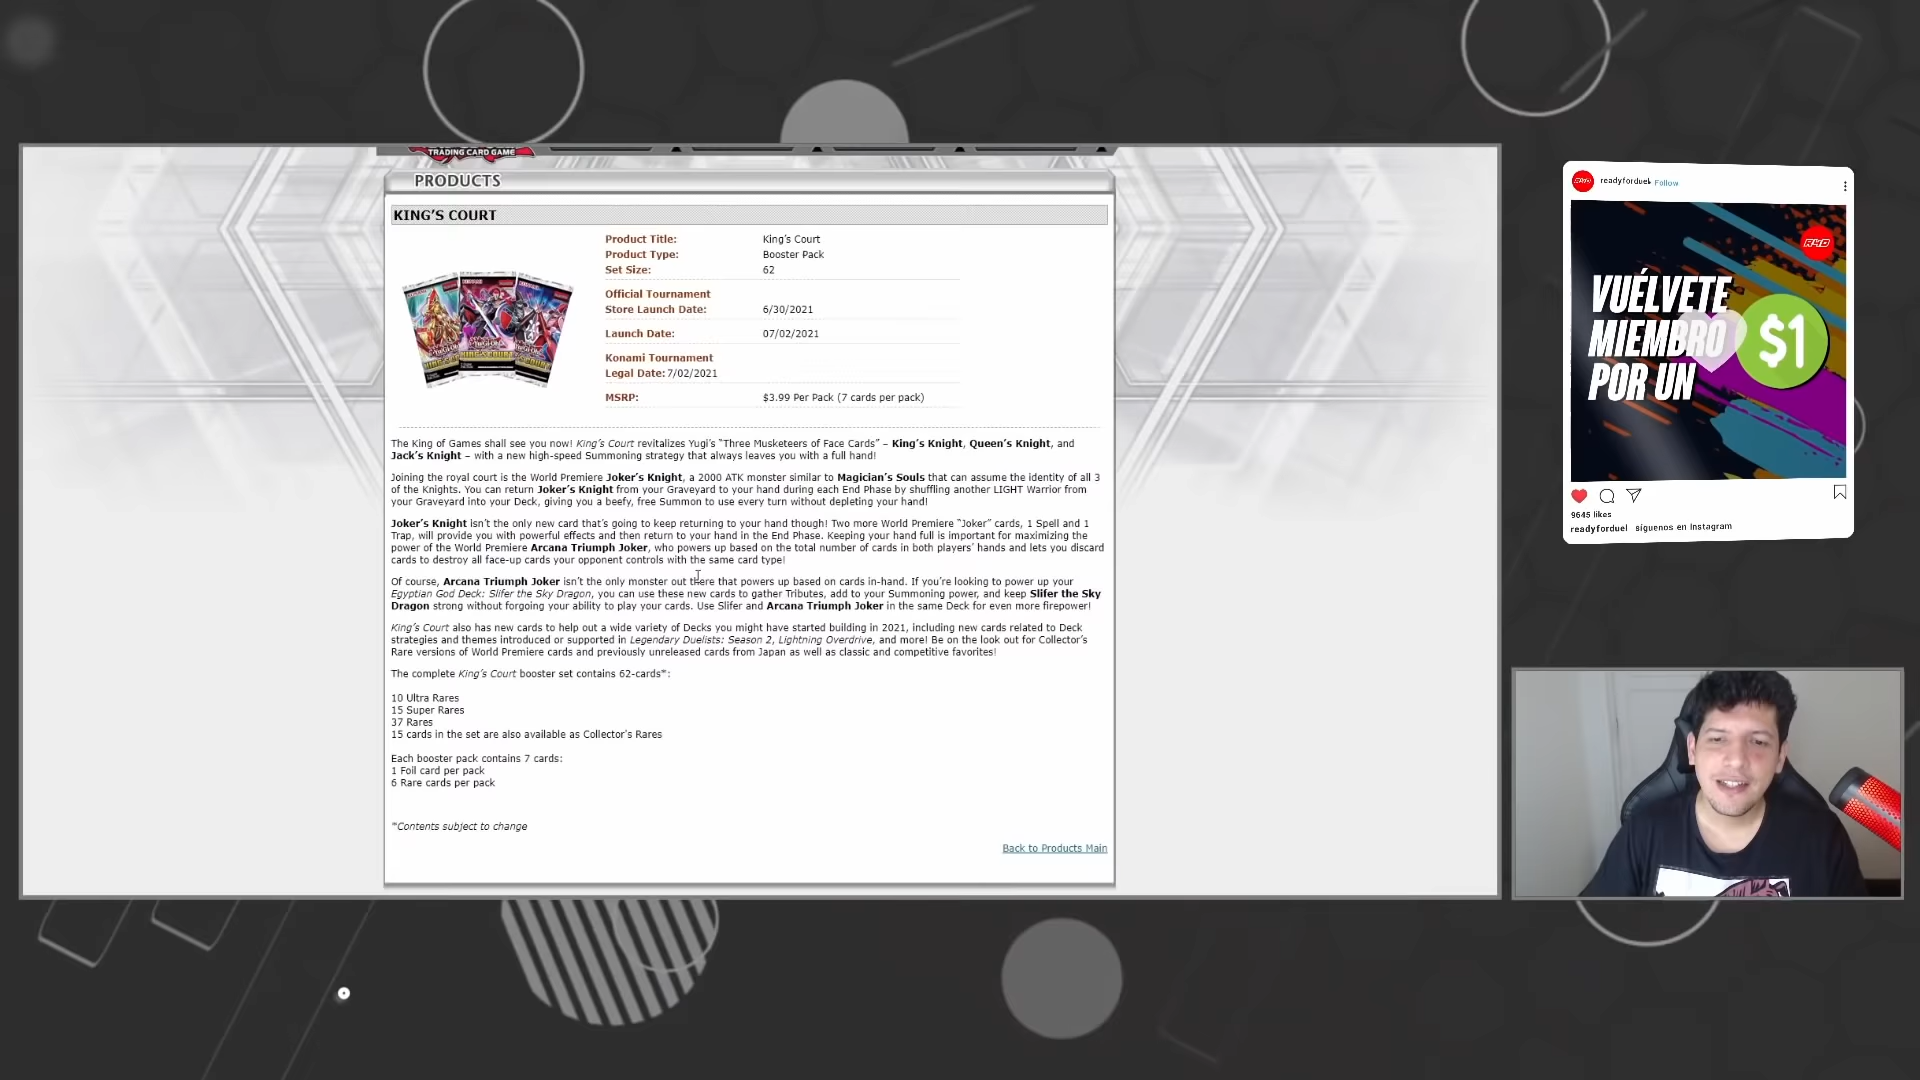 TRADING CARD GAME
PRODUCTS
KING'S COURT
Product Title: King's Court
Product Type: Booster Pack
Set Size: 62
Official Tournament
Store Launch Date: 6/30/2021
Launch Date: 07/02/2021
Konami Tournament
Legal Date: 7/02/2021
MSRP: $3.99 Per Pack (7 cards per pack)
The King of Games shall see you now! King's Court revitalizes Yugi's "Three Musketeers of Face Cards" – King's Knight, Queen's Knight, and
Jack's Knight – with a new high-speed Summoning strategy that always leaves you with a full hand!
Joining the royal court is the World Premiere Joker's Knight, a 2000 ATK monster similar to Magician's Souls that can assume the identity of all 3
of the Knights. You can return Joker's Knight from your Graveyard to your hand during each End Phase by shuffling another LIGHT Warrior from
your Graveyard into your Deck, giving you a beefy, free Summon to use every turn without depleting your hand!
Joker's Knight isn't the only new card that's going to keep returning to your hand though! Two more World Premiere "Joker" cards, 1 Spell and 1
Trap, will provide you with powerful effects and then return to your hand in the End Phase. Keeping your hand full is important for maximizing the
power of the World Premiere Arcana Triumph Joker, who powers up based on the total number of cards in both players' hands and lets you discard
cards to destroy all face-up cards your opponent controls with the same card type!
Of course, Arcana Triumph Joker isn't the only monster out there that powers up based on cards in-hand. If you're looking to power up your
Egyptian God Deck: Slifer the Sky Dragon, you can use these new cards to gather Tributes, add to your Summoning power, and keep Slifer the Sky
Dragon strong without forgoing your ability to play your cards. Use Slifer and Arcana Triumph Joker in the same Deck for even more firepower!
King's Court also has new cards to help out a wide variety of Decks you might have started building in 2021, including new cards related to Deck
strategies and themes introduced or supported in Legendary Duelists: Season 2, Lightning Overdrive, and more! Be on the look out for Collector's
Rare versions of World Premiere cards and previously unreleased cards from Japan as well as classic and competitive favorites!
The complete King's Court booster set contains 62-cards*:
10 Ultra Rares
15 Super Rares
37 Rares
15 cards in the set are also available as Collector's Rares
Each booster pack contains 7 cards:
1 Foil card per pack
6 Rare cards per pack
*Contents subject to change
Back to Products Main
readyforduel Follow
R4D
VUÉLVETE
MIEMBRO
POR UN
$1
9645 likes
readyforduel síguenos en Instagram